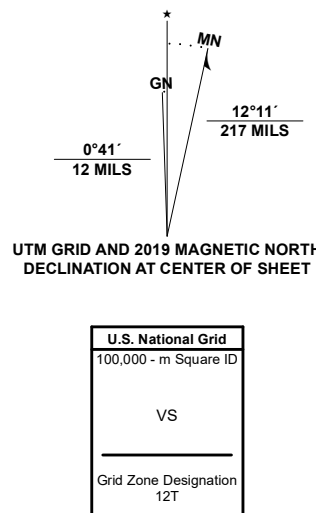 ★
MN
GN
12°11´
217 MILS
0°41´
12 MILS
UTM GRID AND 2019 MAGNETIC NORTH
DECLINATION AT CENTER OF SHEET
U.S. National Grid
100,000 - m Square ID
VS
Grid Zone Designation
12T